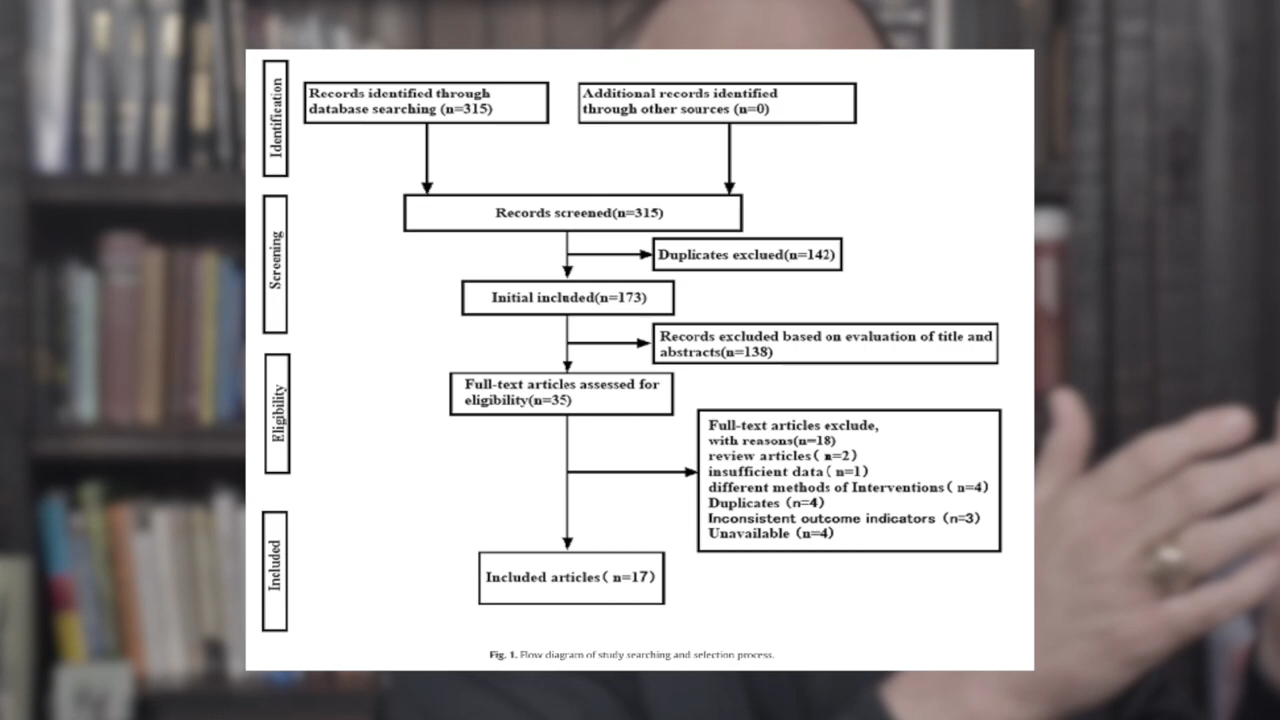 Identification
Records identified through
database searching (n=315)
Additional records identified
through other sources (n=0)
Screening
Records screened(n=315)
Duplicates exclued(n=142)
Initial included(n=173)
Records excluded based on evaluation of title and
abstracts(n=138)
Eligibility
Full-text articles assessed for
eligibility(n=35)
Full-text articles exclude,
with reasons(n=18)
review articles( n=2)
insufficient data( n=1)
different methods of Interventions( n=4)
Duplicates (n=4)
Inconsistent outcome indicators (n=3)
Unavailable (n=4)
Included
Included articles( n=17)
Fig. 1. Flow diagram of study searching and selection process.